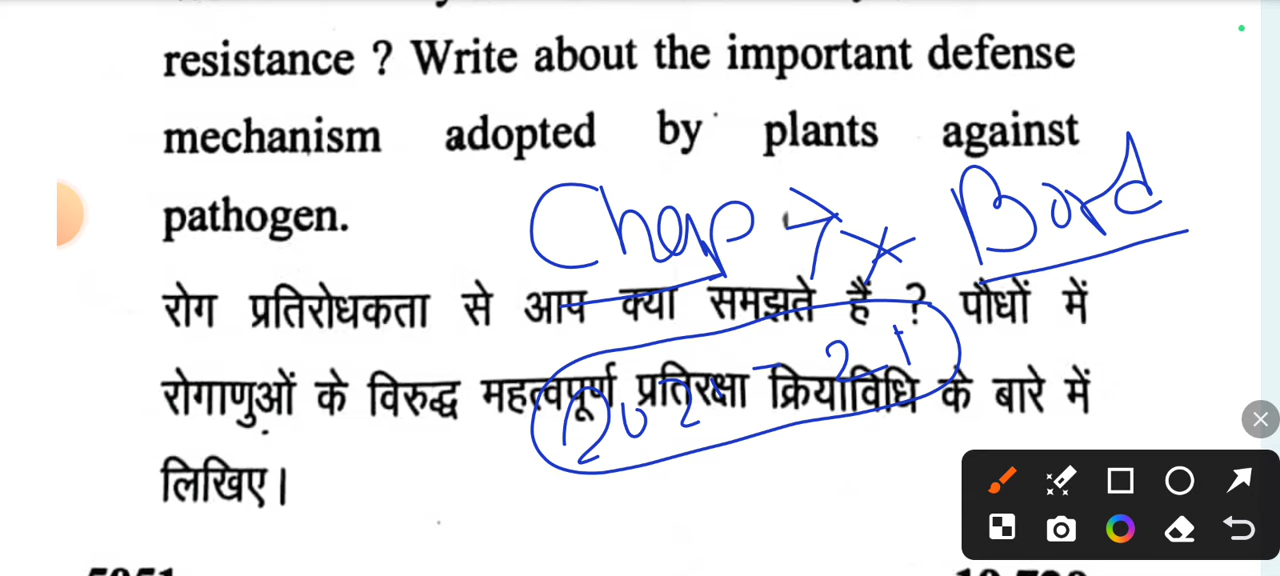 resistance ? Write about the important defense
mechanism adopted by plants against
pathogen.
Chap 7 Bord
रोग प्रतिरोधकता से आप क्या समझते हैं ? पौधों में
रोगाणुओं के विरुद्ध महत्वपूर्ण प्रतिरक्षा क्रियाविधि के बारे में
लिखिए।